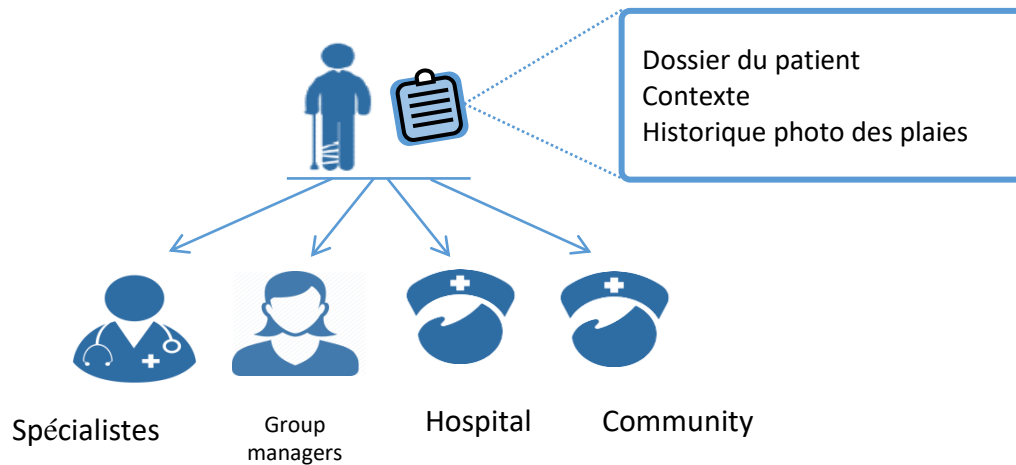 Dossier du patient
Contexte
Historique photo des plaies
Spécialistes
Group
managers
Hospital
Community